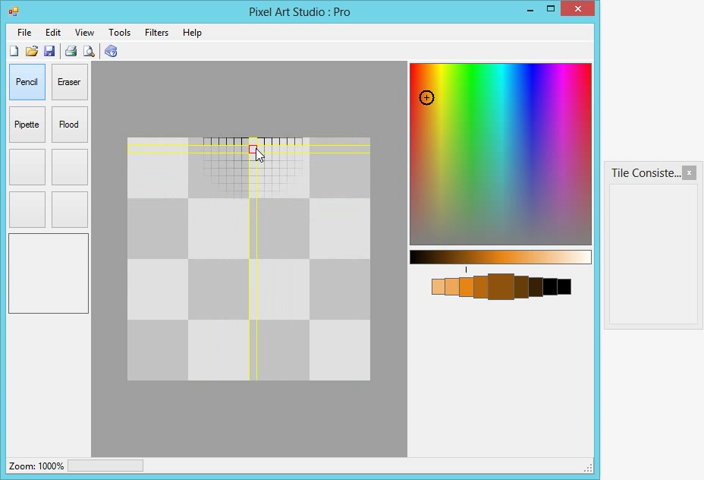 Pixel Art Studio : Pro
File Edit View Tools Filters Help
Pencil Eraser
Pipette Flood
Tile Consiste...
Zoom: 1000%